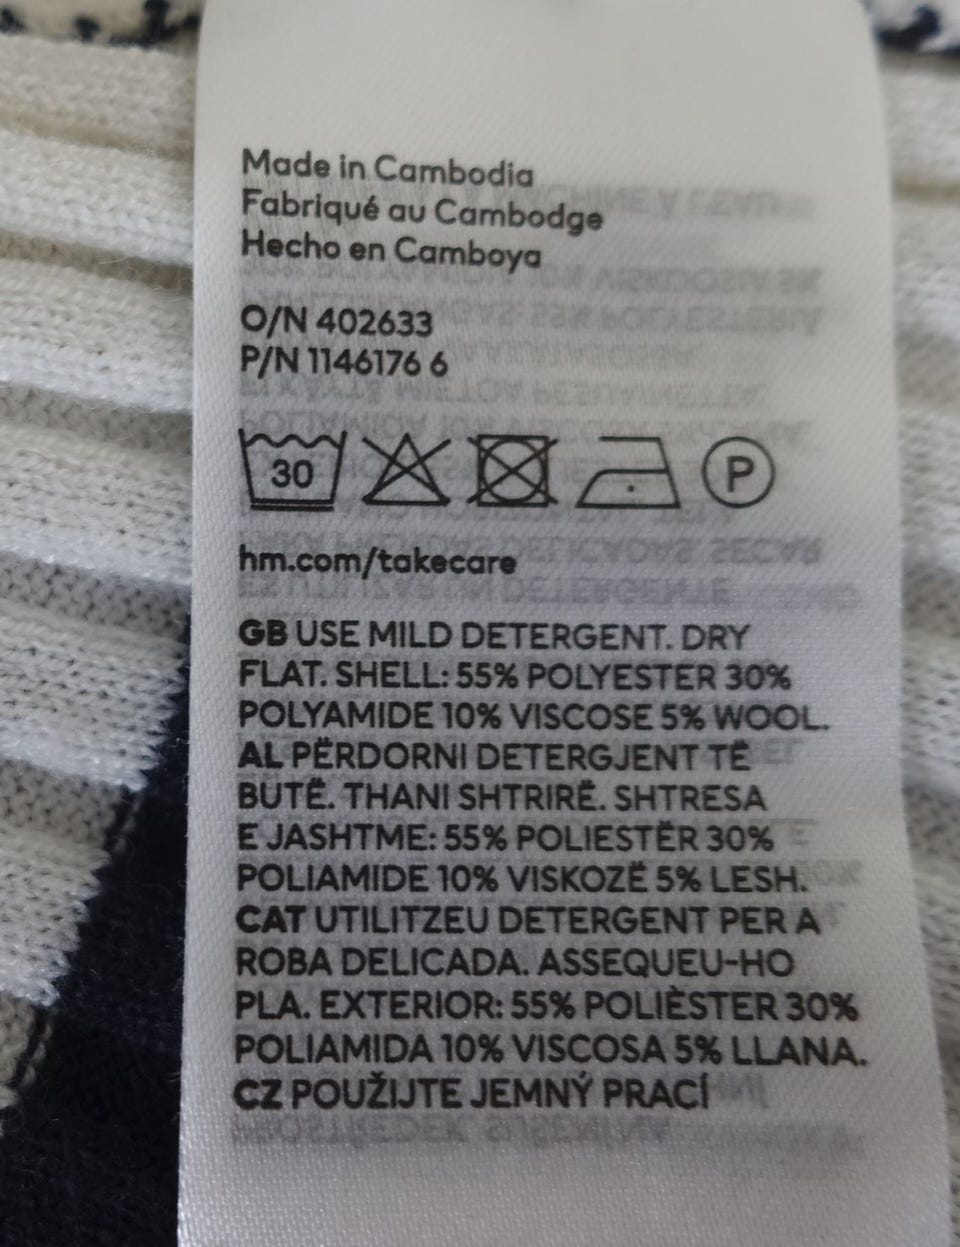 Made in Cambodia
Fabriqué au Cambodge
Hecho en Camboya
O/N 402633
P/N 1146176 6
30 P
hm.com/takecare
GB USE MILD DETERGENT. DRY
FLAT. SHELL: 55% POLYESTER 30%
POLYAMIDE 10% VISCOSE 5% WOOL.
AL PËRDORNI DETERGJENT TË
BUTË. THANI SHTRIRË. SHTRESA
E JASHTME: 55% POLIESTËR 30%
POLIAMIDE 10% VISKOZË 5% LESH.
CAT UTILITZEU DETERGENT PER A
ROBA DELICADA. ASSEQUEU-HO
PLA. EXTERIOR: 55% POLIÈSTER 30%
POLIAMIDA 10% VISCOSA 5% LLANA.
CZ POUŽIJTE JEMNÝ PRACÍ